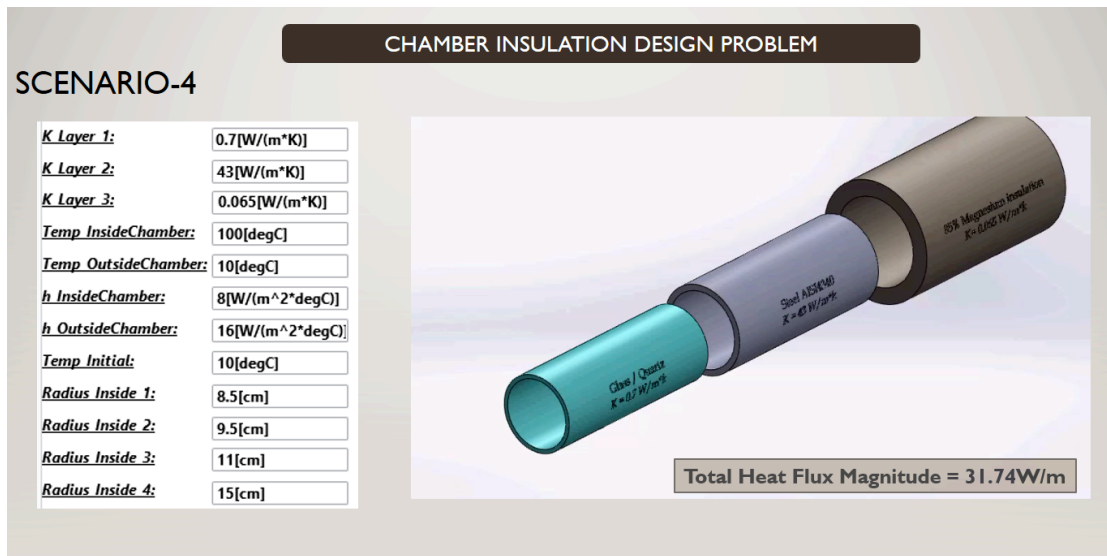 CHAMBER INSULATION DESIGN PROBLEM
SCENARIO-4
K Layer 1: 0.7[W/(m*K)]
K Layer 2: 43[W/(m*K)]
K Layer 3: 0.065[W/(m*K)]
Temp InsideChamber: 100[degC]
Temp OutsideChamber: 10[degC]
h InsideChamber: 8[W/(m^2*degC)]
h OutsideChamber: 16[W/(m^2*degC)]
Temp Initial: 10[degC]
Radius Inside 1: 8.5[cm]
Radius Inside 2: 9.5[cm]
Radius Inside 3: 11[cm]
Radius Inside 4: 15[cm]
85% Magnesium Insulation
K= 0.065 W/m*k
Steel AISI4340
K = 43 W/m*k
Glass / Quartz
K = 0.7 W/m*k
Total Heat Flux Magnitude = 31.74W/m